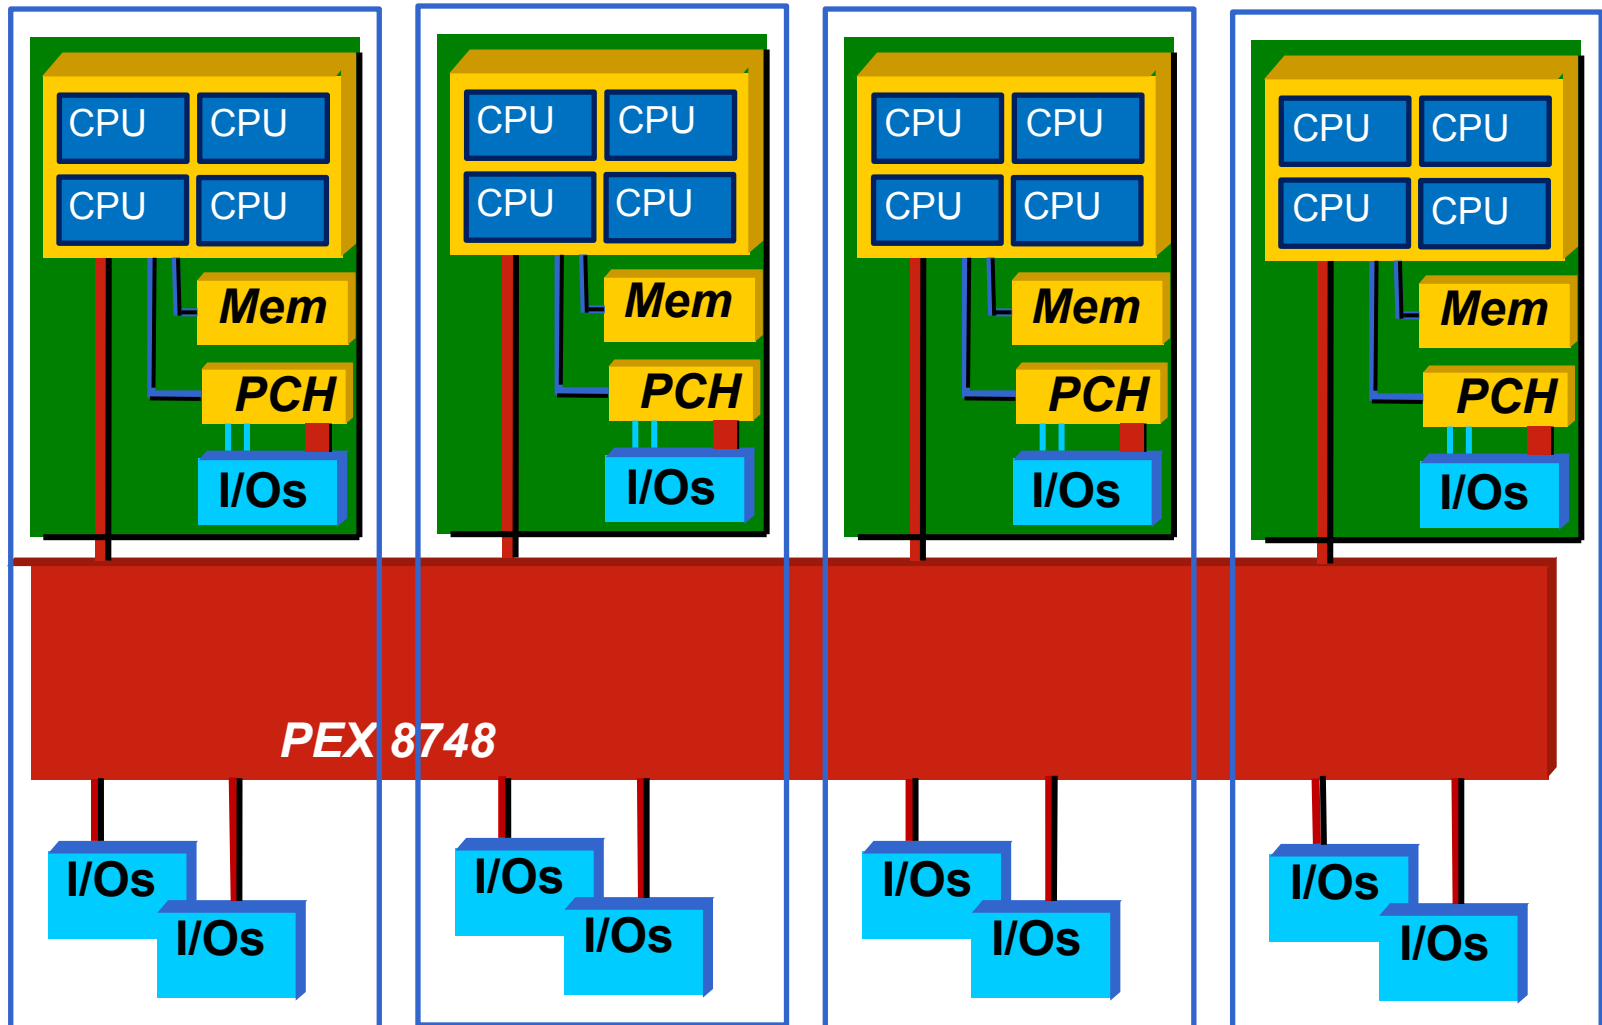 CPU CPU CPU CPU CPU CPU CPU CPU
CPU CPU CPU CPU CPU CPU CPU CPU
Mem Mem Mem Mem
PCH PCH PCH PCH
I/Os I/Os I/Os I/Os
PEX 8748
I/Os I/Os I/Os I/Os
I/Os I/Os I/Os I/Os